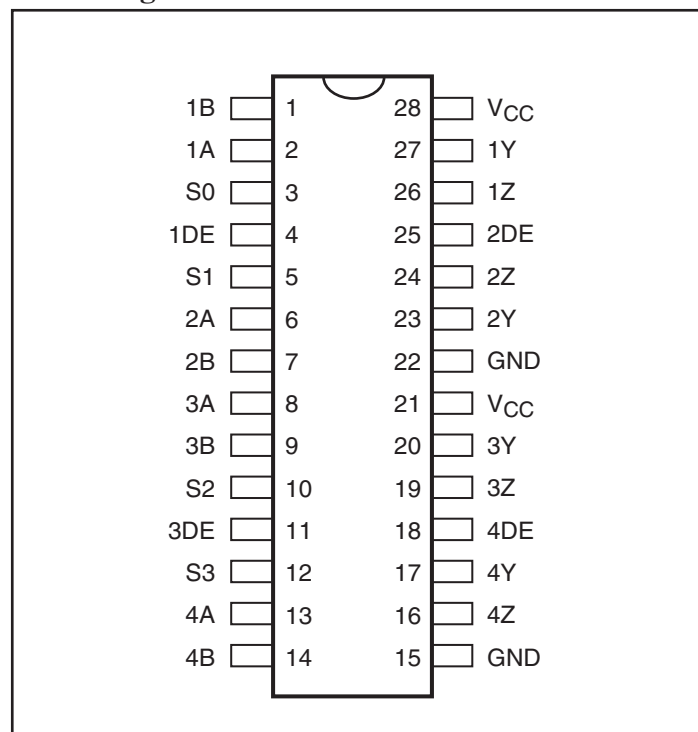 1B 1 28 VCC
1A 2 27 1Y
S0 3 26 1Z
1DE 4 25 2DE
S1 5 24 2Z
2A 6 23 2Y
2B 7 22 GND
3A 8 21 VCC
3B 9 20 3Y
S2 10 19 3Z
3DE 11 18 4DE
S3 12 17 4Y
4A 13 16 4Z
4B 14 15 GND